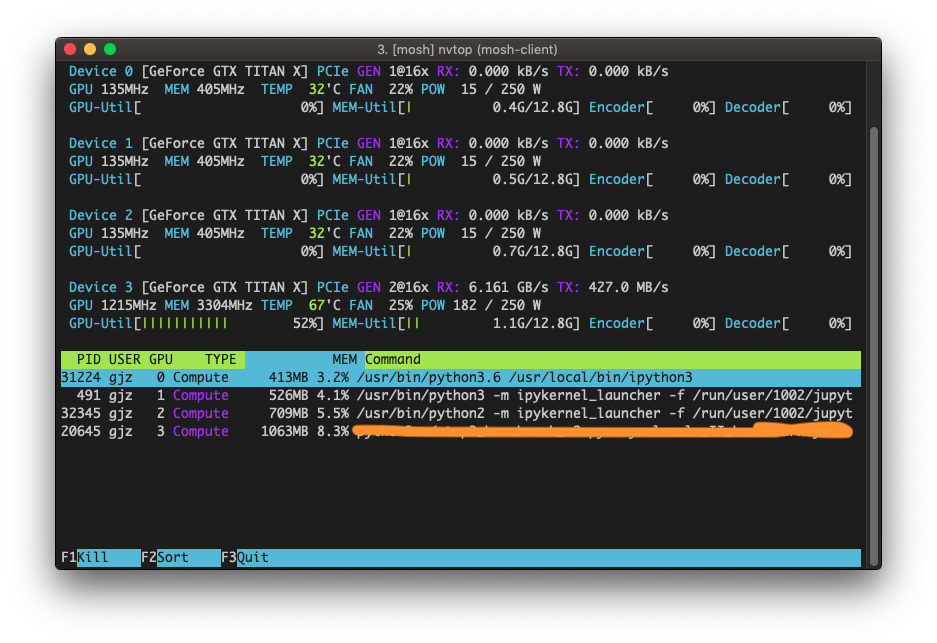 3. [mosh] nvtop (mosh-client)
Device 0 [GeForce GTX TITAN X] PCIe GEN 1@16x RX: 0.000 kB/s TX: 0.000 kB/s
GPU 135MHz MEM 405MHz TEMP 32'C FAN 22% POW 15 / 250 W
GPU-Util[ 0%] MEM-Util[| 0.4G/12.8G] Encoder[ 0%] Decoder[ 0%]
Device 1 [GeForce GTX TITAN X] PCIe GEN 1@16x RX: 0.000 kB/s TX: 0.000 kB/s
GPU 135MHz MEM 405MHz TEMP 32'C FAN 22% POW 15 / 250 W
GPU-Util[ 0%] MEM-Util[| 0.5G/12.8G] Encoder[ 0%] Decoder[ 0%]
Device 2 [GeForce GTX TITAN X] PCIe GEN 1@16x RX: 0.000 kB/s TX: 0.000 kB/s
GPU 135MHz MEM 405MHz TEMP 32'C FAN 22% POW 15 / 250 W
GPU-Util[ 0%] MEM-Util[| 0.7G/12.8G] Encoder[ 0%] Decoder[ 0%]
Device 3 [GeForce GTX TITAN X] PCIe GEN 2@16x RX: 6.161 GB/s TX: 427.0 MB/s
GPU 1215MHz MEM 3304MHz TEMP 67'C FAN 25% POW 182 / 250 W
GPU-Util[||||||||||| 52%] MEM-Util[|| 1.1G/12.8G] Encoder[ 0%] Decoder[ 0%]
PID USER GPU TYPE MEM Command
31224 gjz 0 Compute 413MB 3.2% /usr/bin/python3.6 /usr/local/bin/ipython3
491 gjz 1 Compute 526MB 4.1% /usr/bin/python3 -m ipykernel_launcher -f /run/user/1002/jupyt
32345 gjz 2 Compute 709MB 5.5% /usr/bin/python2 -m ipykernel_launcher -f /run/user/1002/jupyt
20645 gjz 3 Compute 1063MB 8.3%
F1Kill F2Sort F3Quit